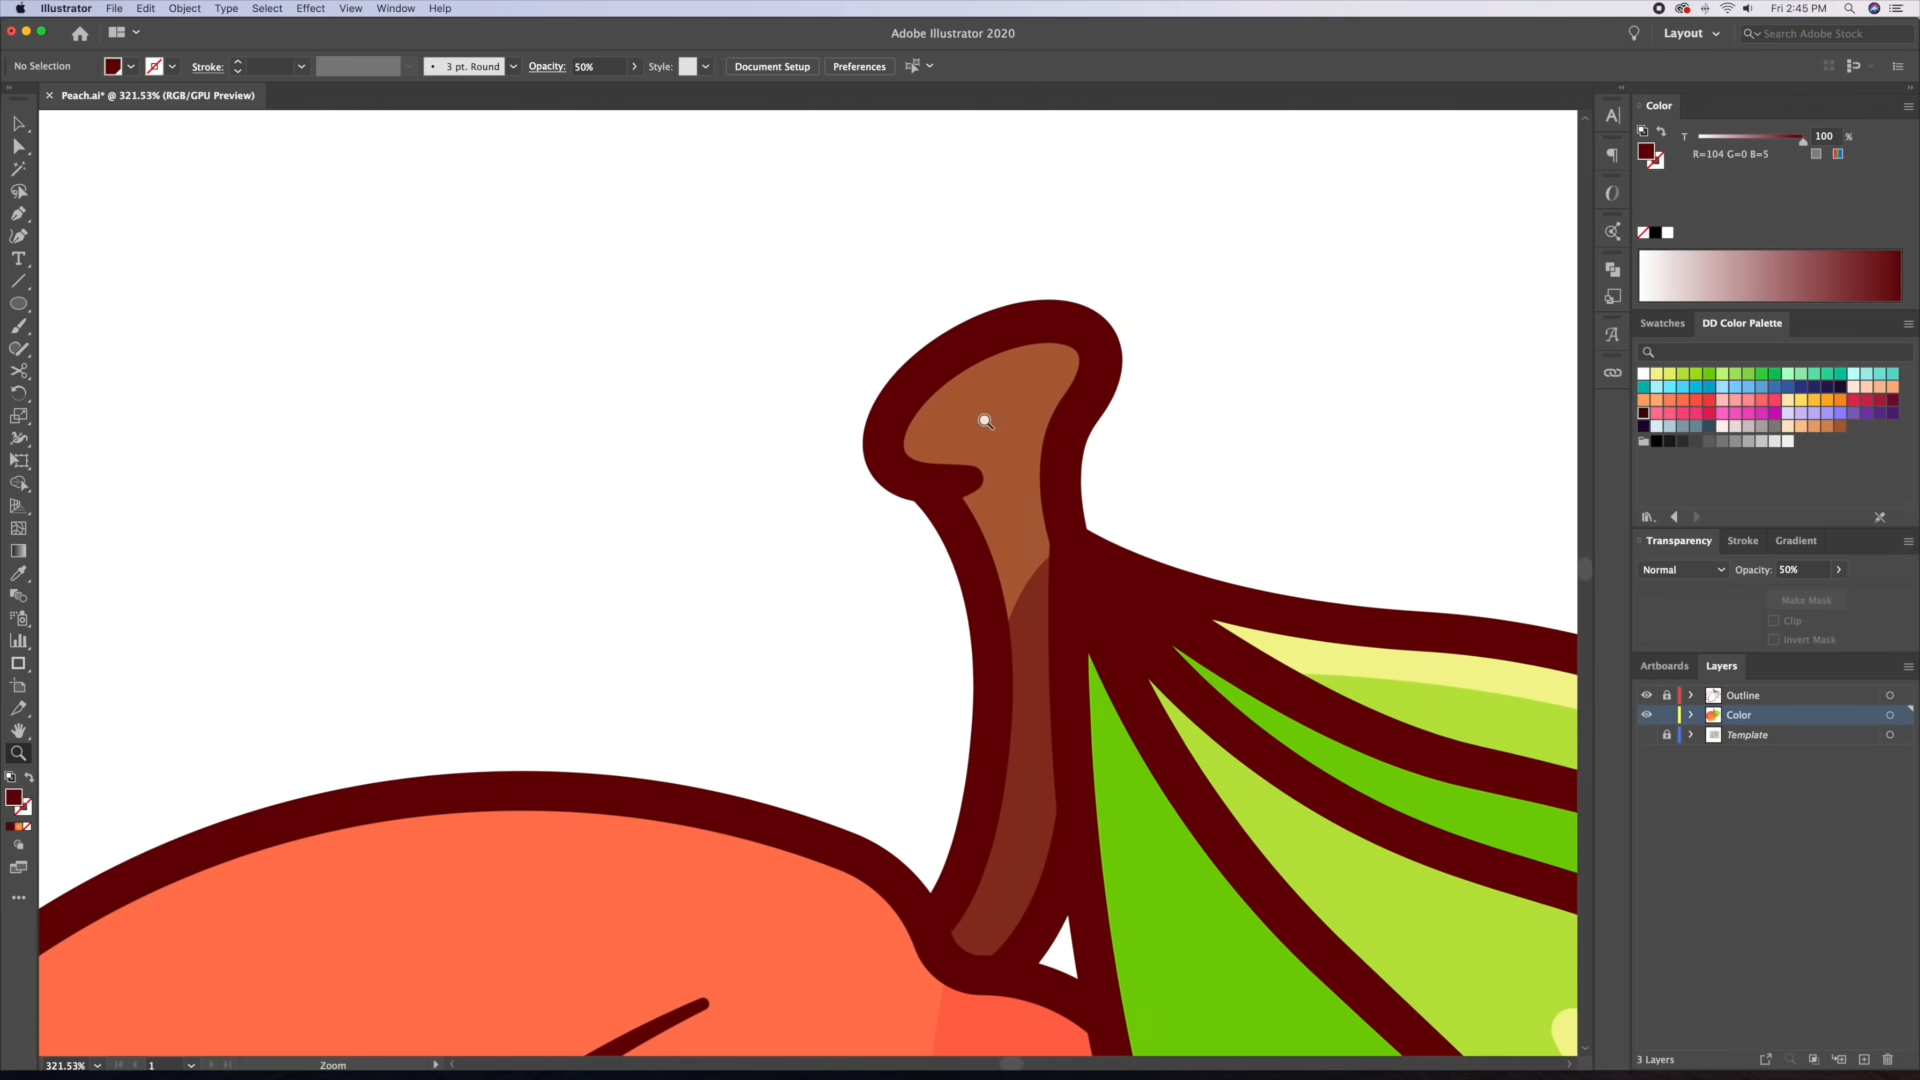 Illustrator File Edit Object Type Select Effect View Window Help
Fri 2:45 PM
Adobe Illustrator 2020
Layout
Search Adobe Stock
No Selection
Stroke:
3 pt. Round
Opacity: 50%
Style:
Document Setup
Preferences
Peach.ai* @ 321.53% (RGB/GPU Preview)
Color
T 100 %
R=104 G=0 B=5
Swatches DD Color Palette
Transparency Stroke Gradient
Normal Opacity: 50%
Make Mask
Clip
Invert Mask
Artboards Layers
Outline
Color
Template
3 Layers
321.53% 1 Zoom